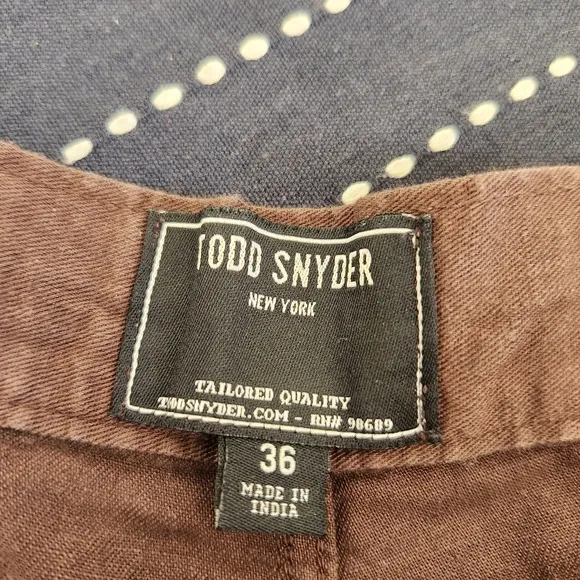 TODD SNYDER
NEW YORK
TAILORED QUALITY
TODDSNYDER.COM - RN# 98689
36
MADE IN
INDIA